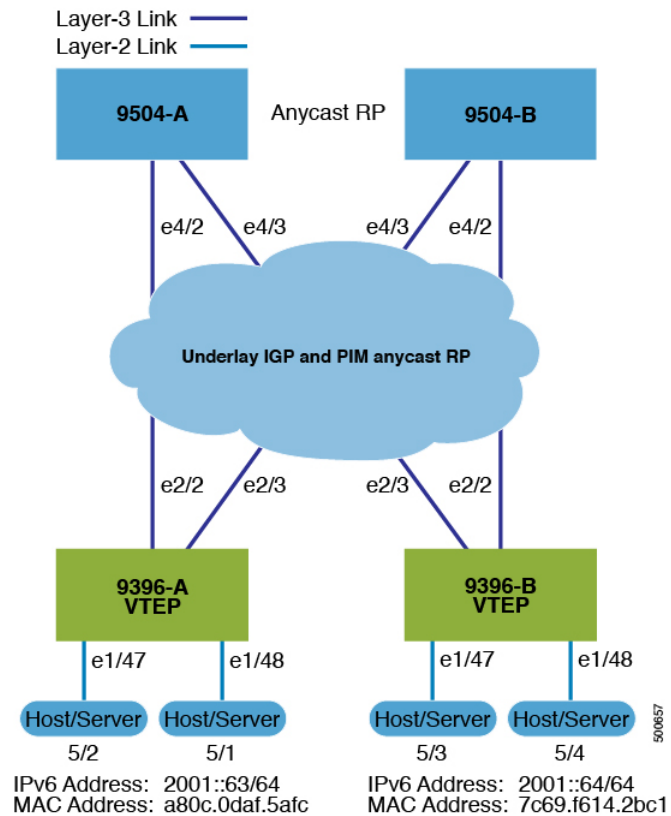 Layer-3 Link
Layer-2 Link
9504-A
Anycast RP
9504-B
e4/2
e4/3
e4/3
e4/2
Underlay IGP and PIM anycast RP
e2/2
e2/3
e2/3
e2/2
9396-A
VTEP
9396-B
VTEP
e1/47
e1/48
e1/47
e1/48
Host/Server
Host/Server
Host/Server
Host/Server
5/2
5/1
5/3
5/4
IPv6 Address: 2001::63/64
MAC Address: a80c.0daf.5afc
IPv6 Address: 2001::64/64
MAC Address: 7c69.f614.2bc1
500657